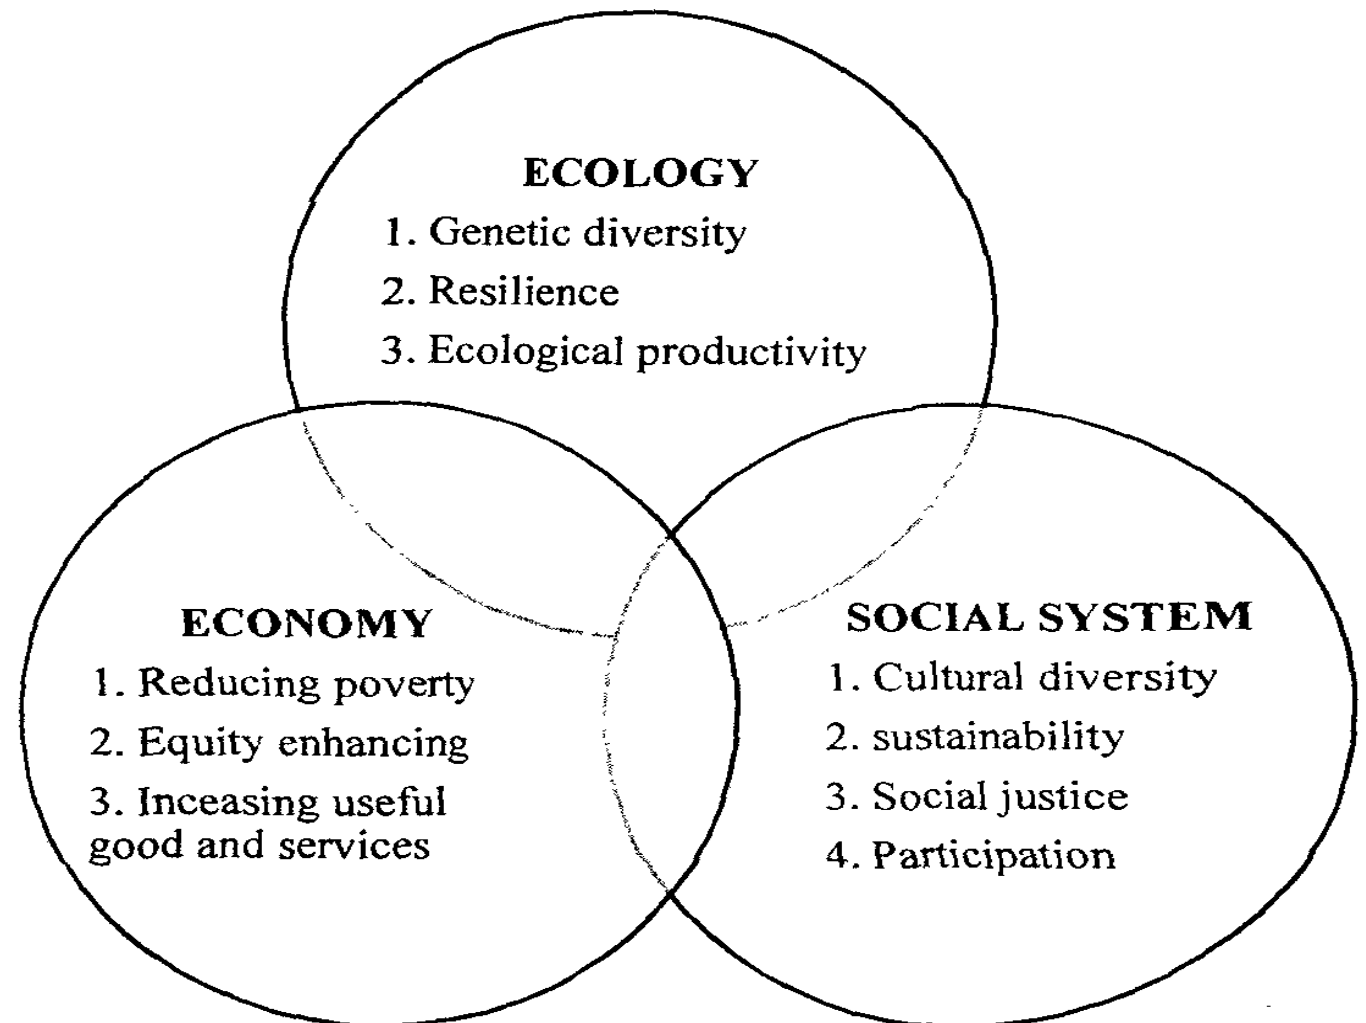 ECOLOGY
1. Genetic diversity
2. Resilience
3. Ecological productivity
ECONOMY
1. Reducing poverty
2. Equity enhancing
3. Inceasing useful
good and services
SOCIAL SYSTEM
1. Cultural diversity
2. sustainability
3. Social justice
4. Participation